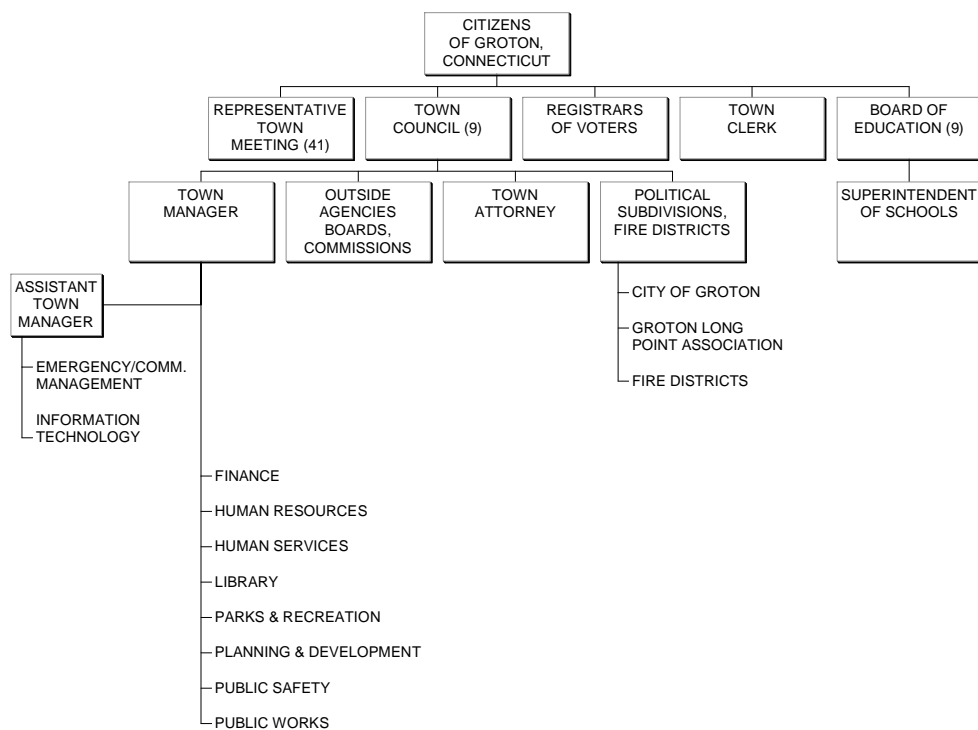 CITIZENS
OF GROTON,
CONNECTICUT
REPRESENTATIVE
TOWN
MEETING (41)
TOWN
COUNCIL (9)
REGISTRARS
OF VOTERS
TOWN
CLERK
BOARD OF
EDUCATION (9)
TOWN
MANAGER
OUTSIDE
AGENCIES
BOARDS,
COMMISSIONS
TOWN
ATTORNEY
POLITICAL
SUBDIVISIONS,
FIRE DISTRICTS
SUPERINTENDENT
OF SCHOOLS
ASSISTANT
TOWN
MANAGER
EMERGENCY/COMM.
MANAGEMENT
INFORMATION
TECHNOLOGY
CITY OF GROTON
GROTON LONG
POINT ASSOCIATION
FIRE DISTRICTS
FINANCE
HUMAN RESOURCES
HUMAN SERVICES
LIBRARY
PARKS & RECREATION
PLANNING & DEVELOPMENT
PUBLIC SAFETY
PUBLIC WORKS